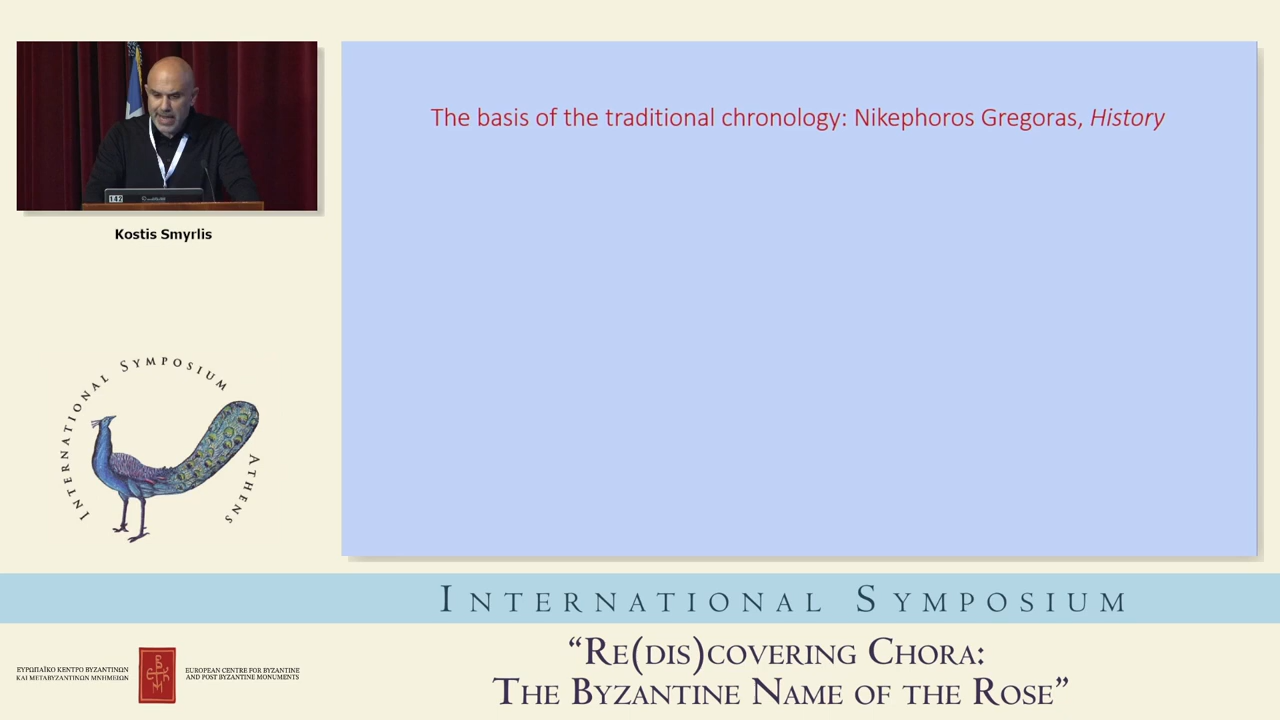 The basis of the traditional chronology: Nikephoros Gregoras, History
142
Kostis Smyrlis
INTERNATIONAL SYMPOSIUM ATHENS
INTERNATIONAL SYMPOSIUM
“RE(DIS)COVERING CHORA:
THE BYZANTINE NAME OF THE ROSE”
ΕΥΡΩΠΑΪΚΟ ΚΕΝΤΡΟ ΒΥΖΑΝΤΙΝΩΝ
ΚΑΙ ΜΕΤΑΒΥΖΑΝΤΙΝΩΝ ΜΝΗΜΕΙΩΝ
EUROPEAN CENTRE FOR BYZANTINE
AND POST BYZANTINE MONUMENTS